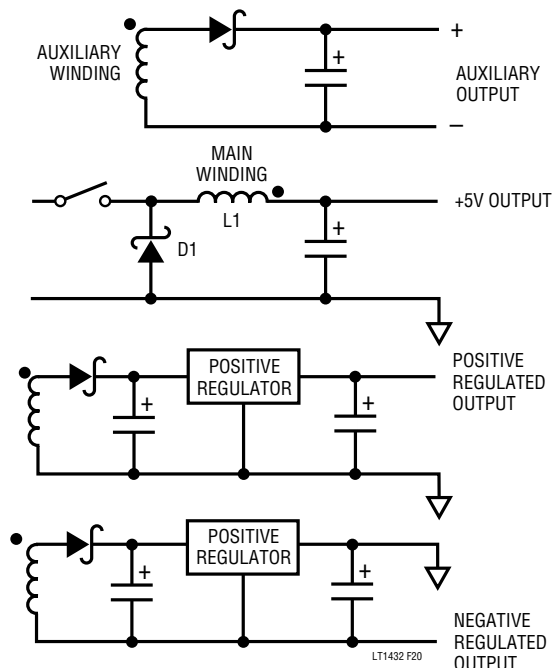 AUXILIARY
WINDING
+
+
AUXILIARY
OUTPUT
–
MAIN
WINDING
L1
+5V OUTPUT
D1
+
POSITIVE
REGULATOR
POSITIVE
REGULATED
OUTPUT
+
+
POSITIVE
REGULATOR
+
+
NEGATIVE
REGULATED
OUTPUT
LT1432 F20